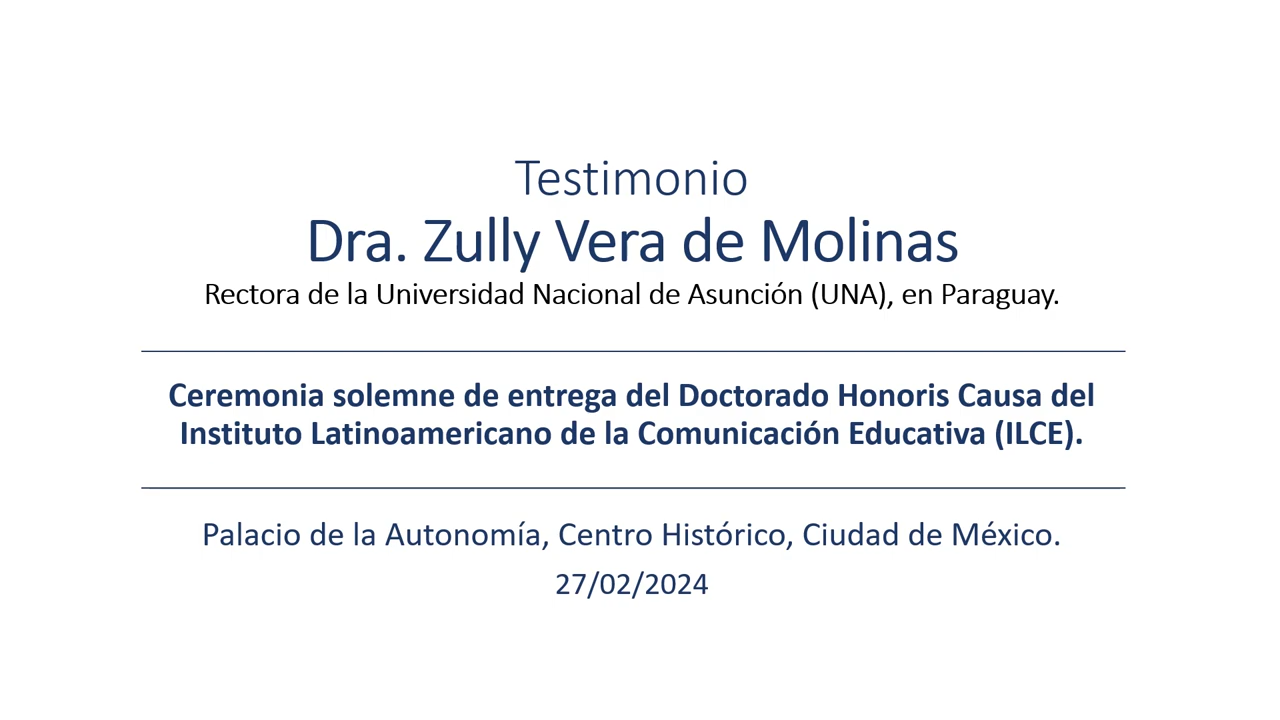 Testimonio
Dra. Zully Vera de Molinas
Rectora de la Universidad Nacional de Asunción (UNA), en Paraguay.
Ceremonia solemne de entrega del Doctorado Honoris Causa del
Instituto Latinoamericano de la Comunicación Educativa (ILCE).
Palacio de la Autonomía, Centro Histórico, Ciudad de México.
27/02/2024